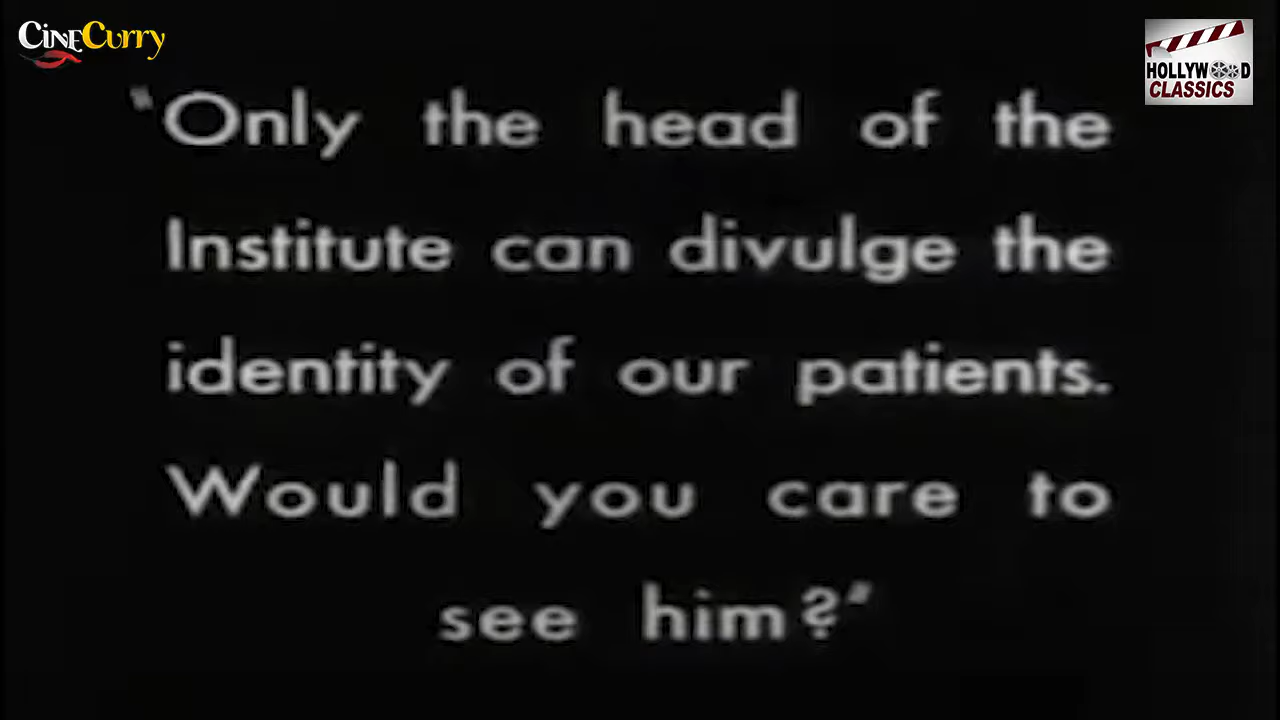 CineCurry
HOLLYWOOD
CLASSICS
"Only the head of the
Institute can divulge the
identity of our patients.
Would you care to
see him?"